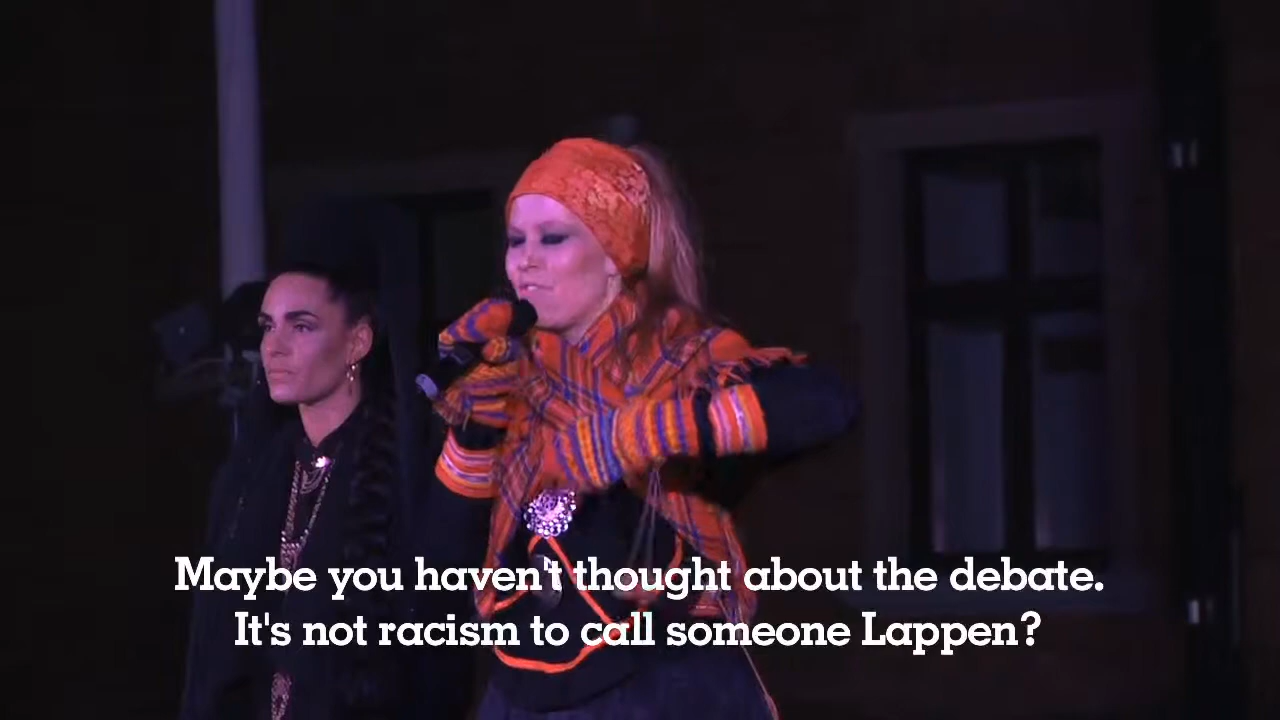 Maybe you haven't thought about the debate.
It's not racism to call someone Lappen?